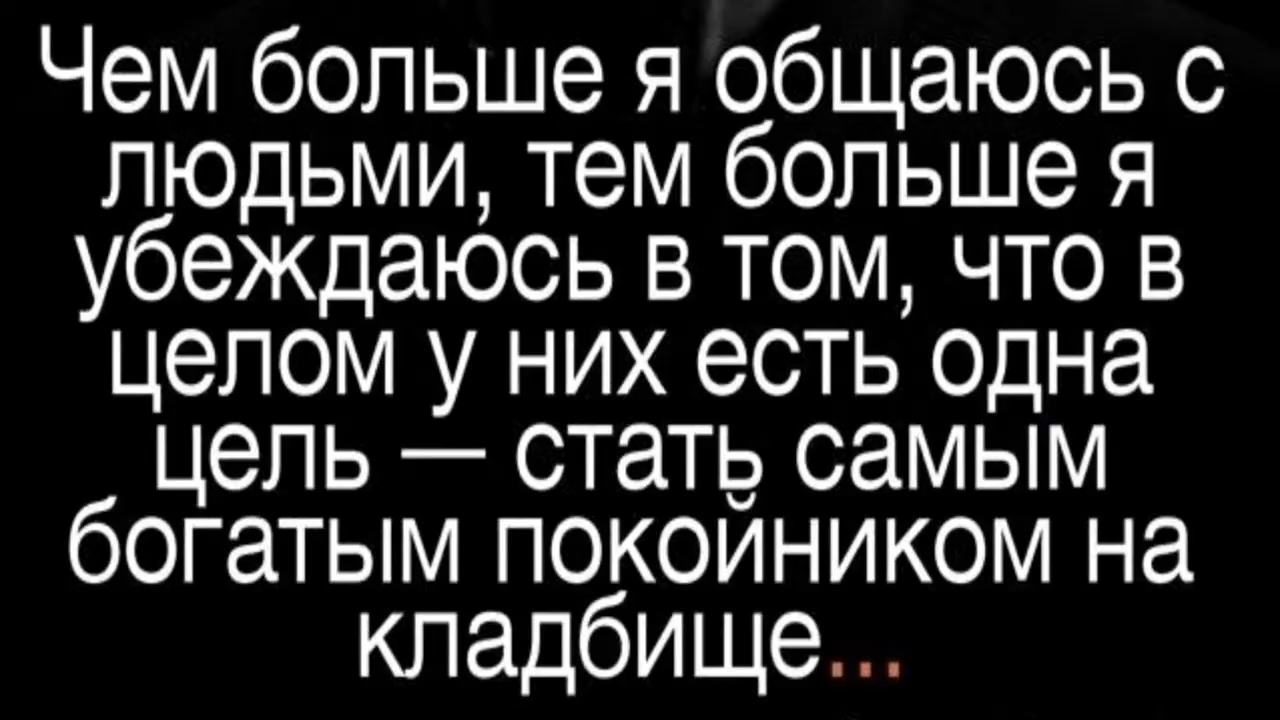 Чем больше я общаюсь с
людьми, тем больше я
убеждаюсь в том, что в
целом у них есть одна
цель — стать самым
богатым покойником на
кладбище...